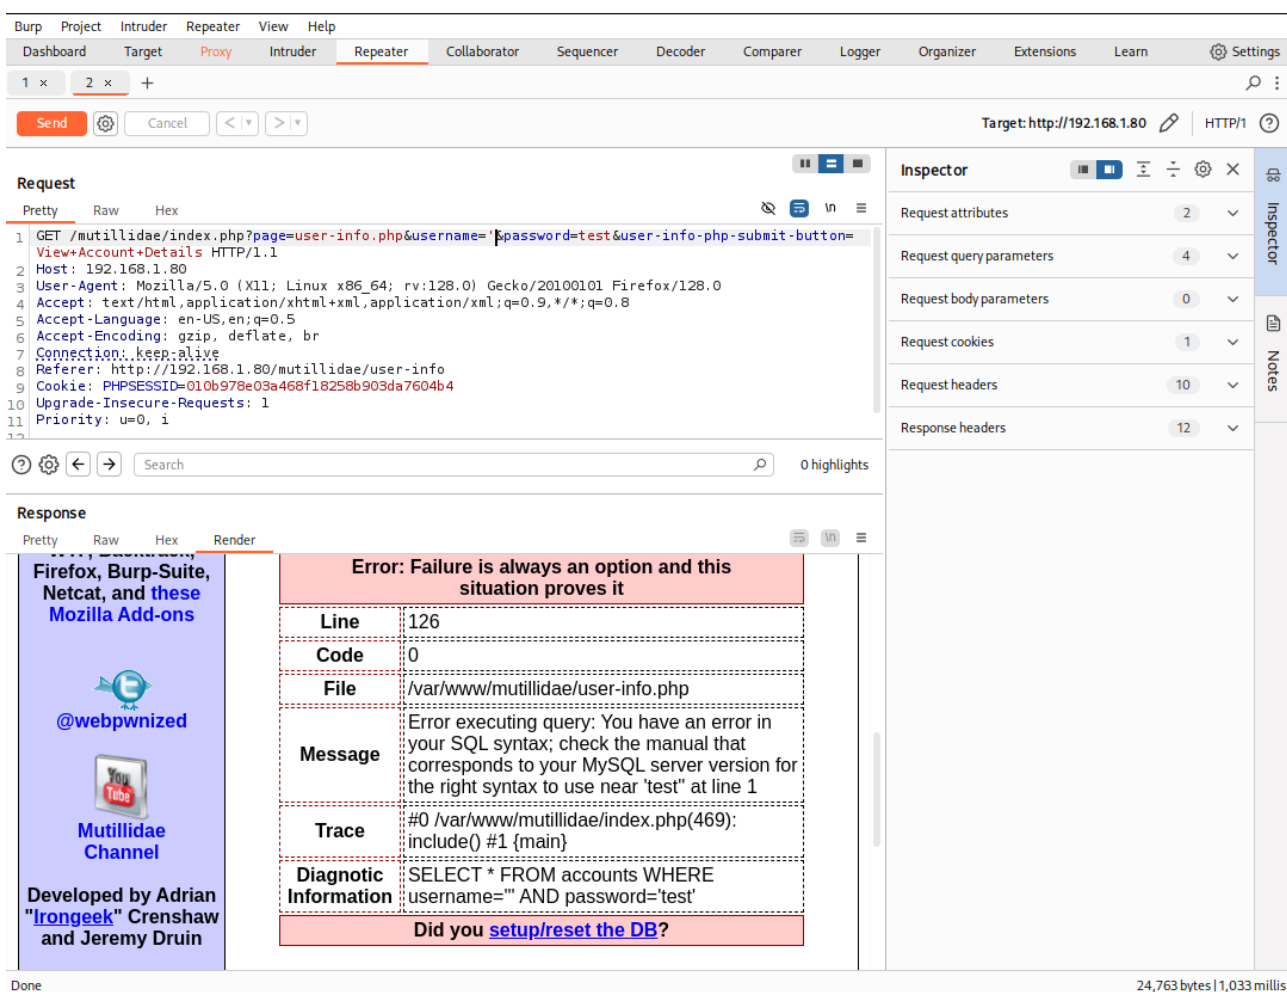 Burp Project Intruder Repeater View Help
Dashboard Target Proxy Intruder Repeater Collaborator Sequencer Decoder Comparer Logger Organizer Extensions Learn Settings
1 × 2 × +
Send Cancel < > Target: http://192.168.1.80 HTTP/1 ?
Request
Pretty Raw Hex \n
1 GET /mutillidae/index.php?page=user-info.php&username='&password=test&user-info-php-submit-button=
View+Account+Details HTTP/1.1
2 Host: 192.168.1.80
3 User-Agent: Mozilla/5.0 (X11; Linux x86_64; rv:128.0) Gecko/20100101 Firefox/128.0
4 Accept: text/html,application/xhtml+xml,application/xml;q=0.9,*/*;q=0.8
5 Accept-Language: en-US,en;q=0.5
6 Accept-Encoding: gzip, deflate, br
7 Connection: keep-alive
8 Referer: http://192.168.1.80/mutillidae/user-info
9 Cookie: PHPSESSID=010b978e03a468f18258b903da7604b4
10 Upgrade-Insecure-Requests: 1
11 Priority: u=0, i
12
? Search 0 highlights
Response
Pretty Raw Hex Render \n
Firefox, Burp-Suite,
Netcat, and these
Mozilla Add-ons
@webpwnized
You
Tube
Mutillidae
Channel
Developed by Adrian
"Irongeek" Crenshaw
and Jeremy Druin
Error: Failure is always an option and this
situation proves it
Line 126
Code 0
File /var/www/mutillidae/user-info.php
Message Error executing query: You have an error in
your SQL syntax; check the manual that
corresponds to your MySQL server version for
the right syntax to use near 'test'' at line 1
Trace #0 /var/www/mutillidae/index.php(469):
include() #1 {main}
Diagnotic SELECT * FROM accounts WHERE
Information username=''' AND password='test'
Did you setup/reset the DB?
Inspector
Request attributes 2
Request query parameters 4
Request body parameters 0
Request cookies 1
Request headers 10
Response headers 12
Inspector
Notes
Done 24,763 bytes | 1,033 millis